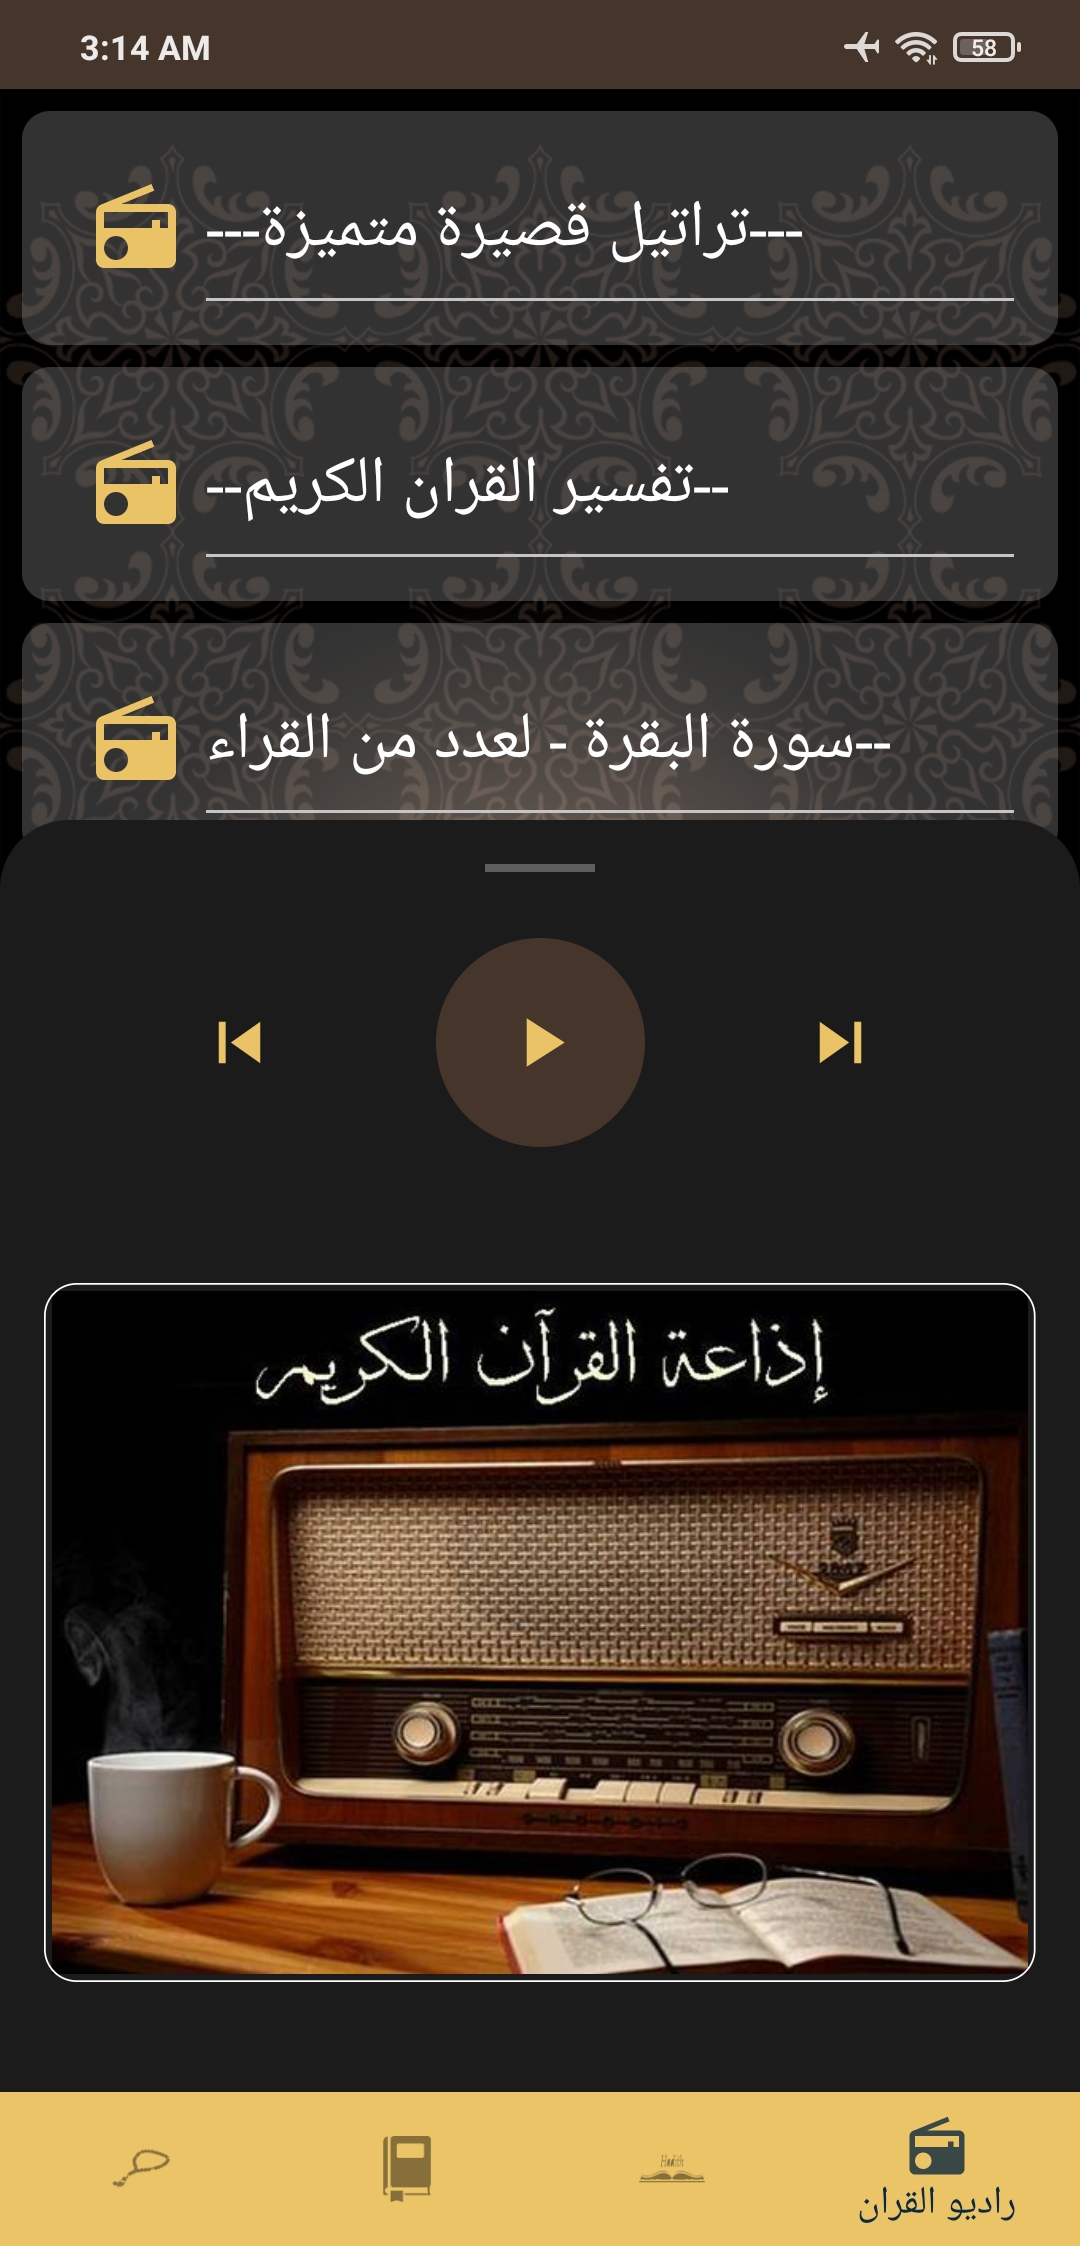 3:14 AM
58
---تراتيل قصيرة متميزة---
--تفسير القران الكريم--
--سورة البقرة - لعدد من القراء
إذاعة القرآن الكريم
Hadith
راديو القران